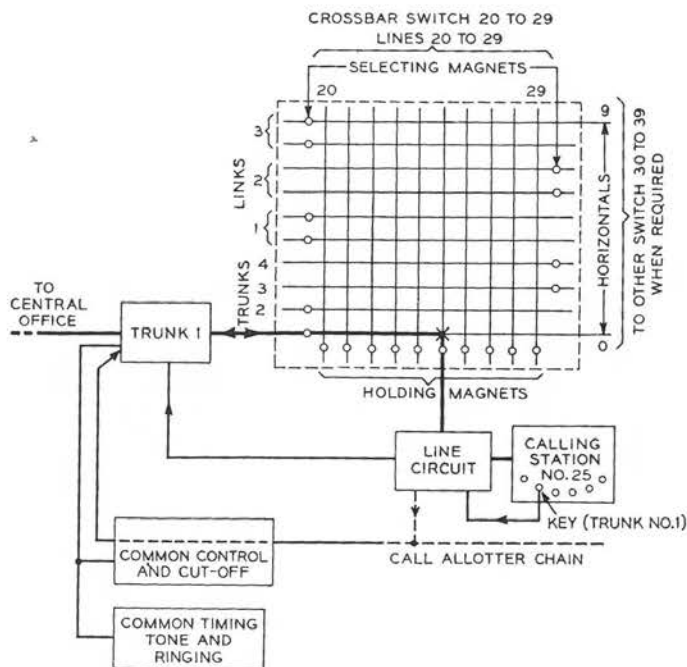 CROSSBAR SWITCH 20 TO 29
LINES 20 TO 29
SELECTING MAGNETS
20
29
9
3
2
1
LINKS
4
3
2
TRUNKS
HORIZONTALS
TO OTHER SWITCH 30 TO 39
WHEN REQUIRED
0
TO
CENTRAL
OFFICE
TRUNK 1
HOLDING MAGNETS
LINE
CIRCUIT
CALLING
STATION
NO.25
KEY (TRUNK NO.1)
COMMON CONTROL
AND CUT-OFF
CALL ALLOTTER CHAIN
COMMON TIMING
TONE AND
RINGING